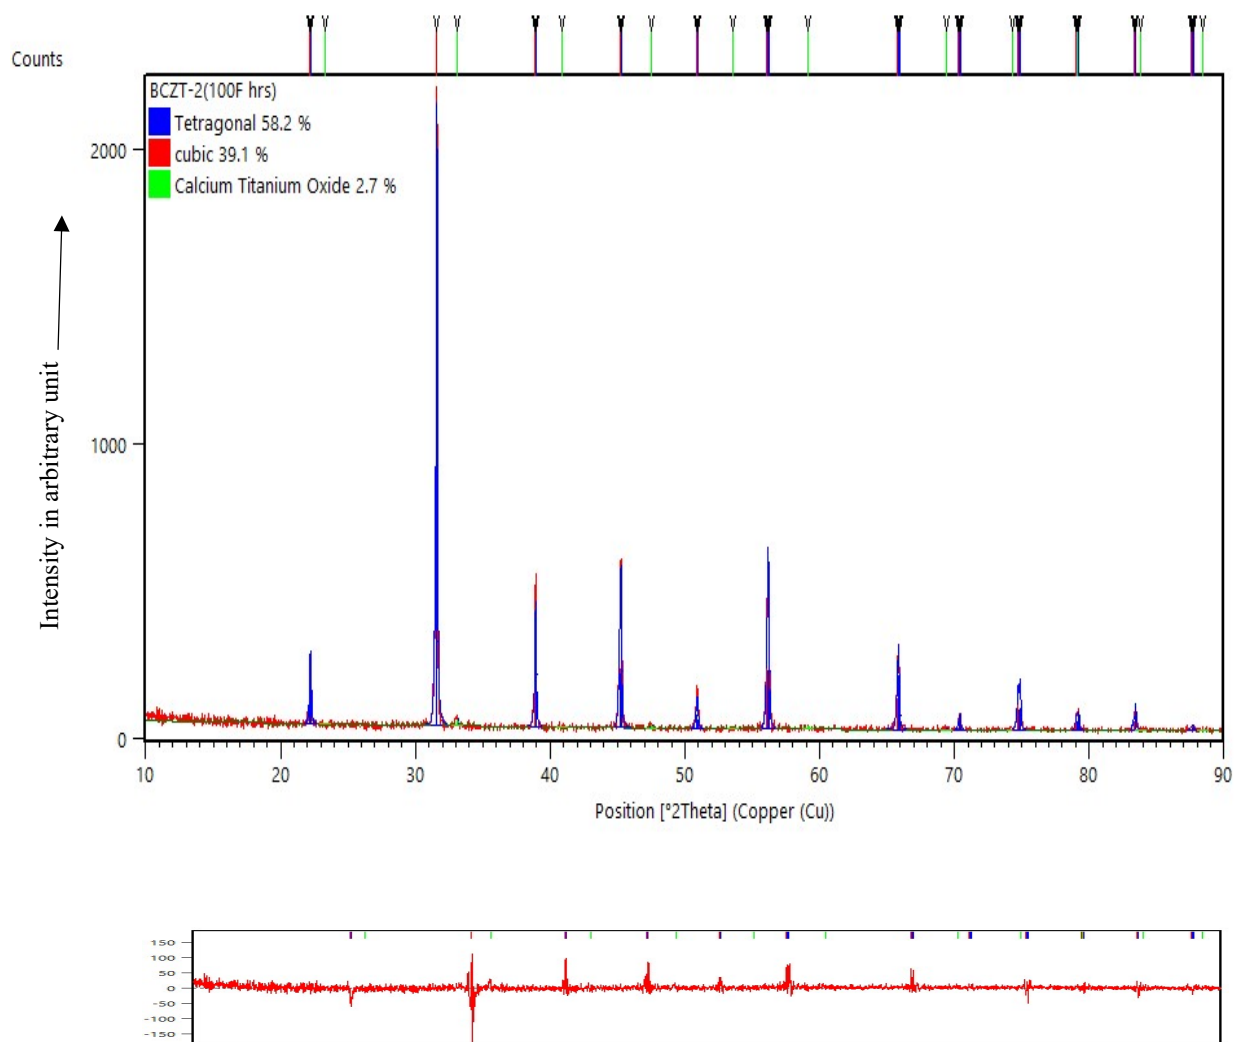 Counts
BCZT-2(100F hrs)
Tetragonal 58.2 %
cubic 39.1 %
Calcium Titanium Oxide 2.7 %
2000
1000
0
Intensity in arbitrary unit
10 20 30 40 50 60 70 80 90
Position [°2Theta] (Copper (Cu))
150
100
50
0
-50
-100
-150